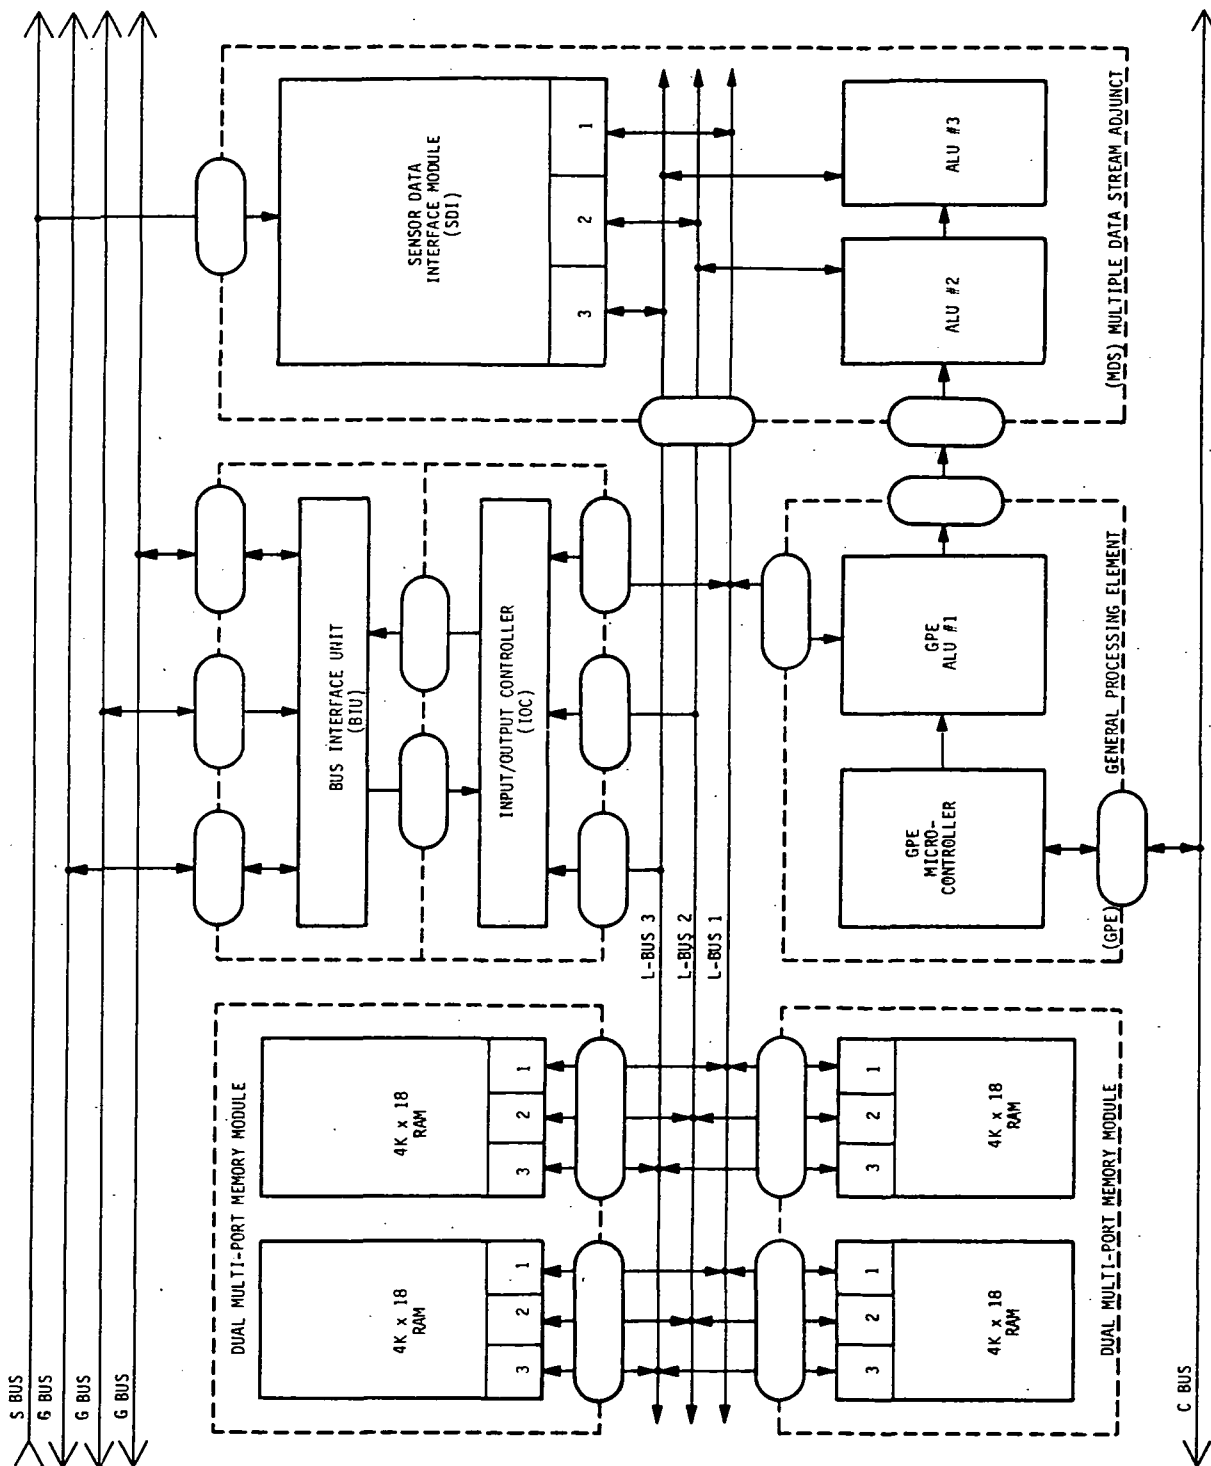 S BUS
G BUS
G BUS
G BUS
DUAL MULTI-PORT MEMORY MODULE
4K x 18
RAM
3
2
1
4K x 18
RAM
3
2
1
BUS INTERFACE UNIT
(BIU)
INPUT/OUTPUT CONTROLLER
(IOC)
SENSOR DATA
INTERFACE MODULE
(SDI)
3
2
1
L-BUS 3
L-BUS 2
L-BUS 1
3
2
1
4K x 18
RAM
3
2
1
4K x 18
RAM
DUAL MULTI-PORT MEMORY MODULE
GPE
MICRO-
CONTROLLER
GPE
ALU #1
(GPE) GENERAL PROCESSING ELEMENT
ALU #2
ALU #3
(MDS) MULTIPLE DATA STREAM ADJUNCT
C BUS